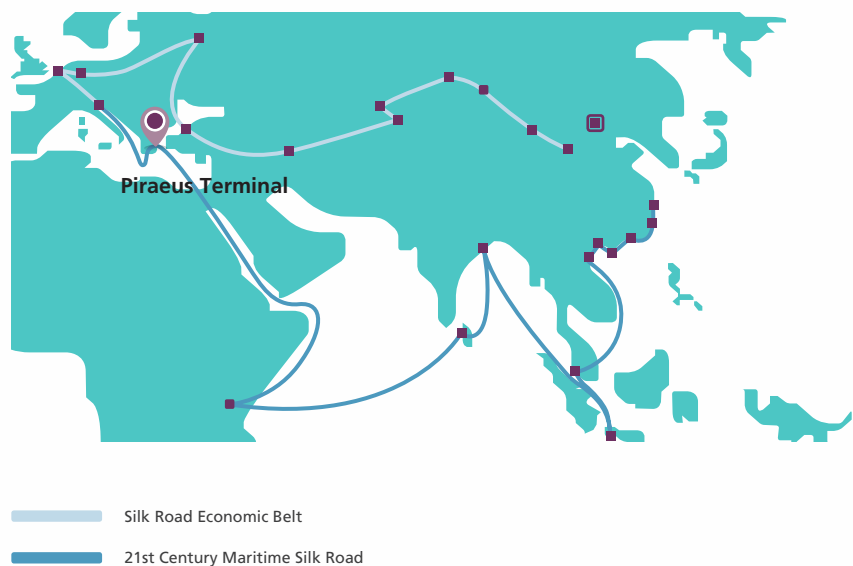 Piraeus Terminal
Silk Road Economic Belt
21st Century Maritime Silk Road